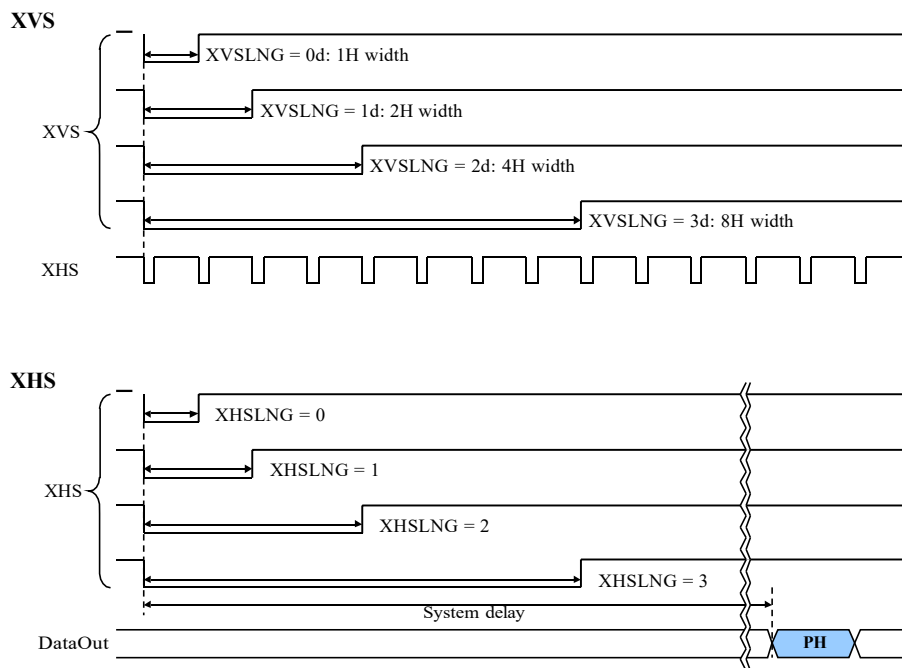 XVS
XVSLNG = 0d: 1H width
XVSLNG = 1d: 2H width
XVS
XVSLNG = 2d: 4H width
XVSLNG = 3d: 8H width
XHS
XHS
XHSLNG = 0
XHSLNG = 1
XHS
XHSLNG = 2
XHSLNG = 3
System delay
DataOut
PH